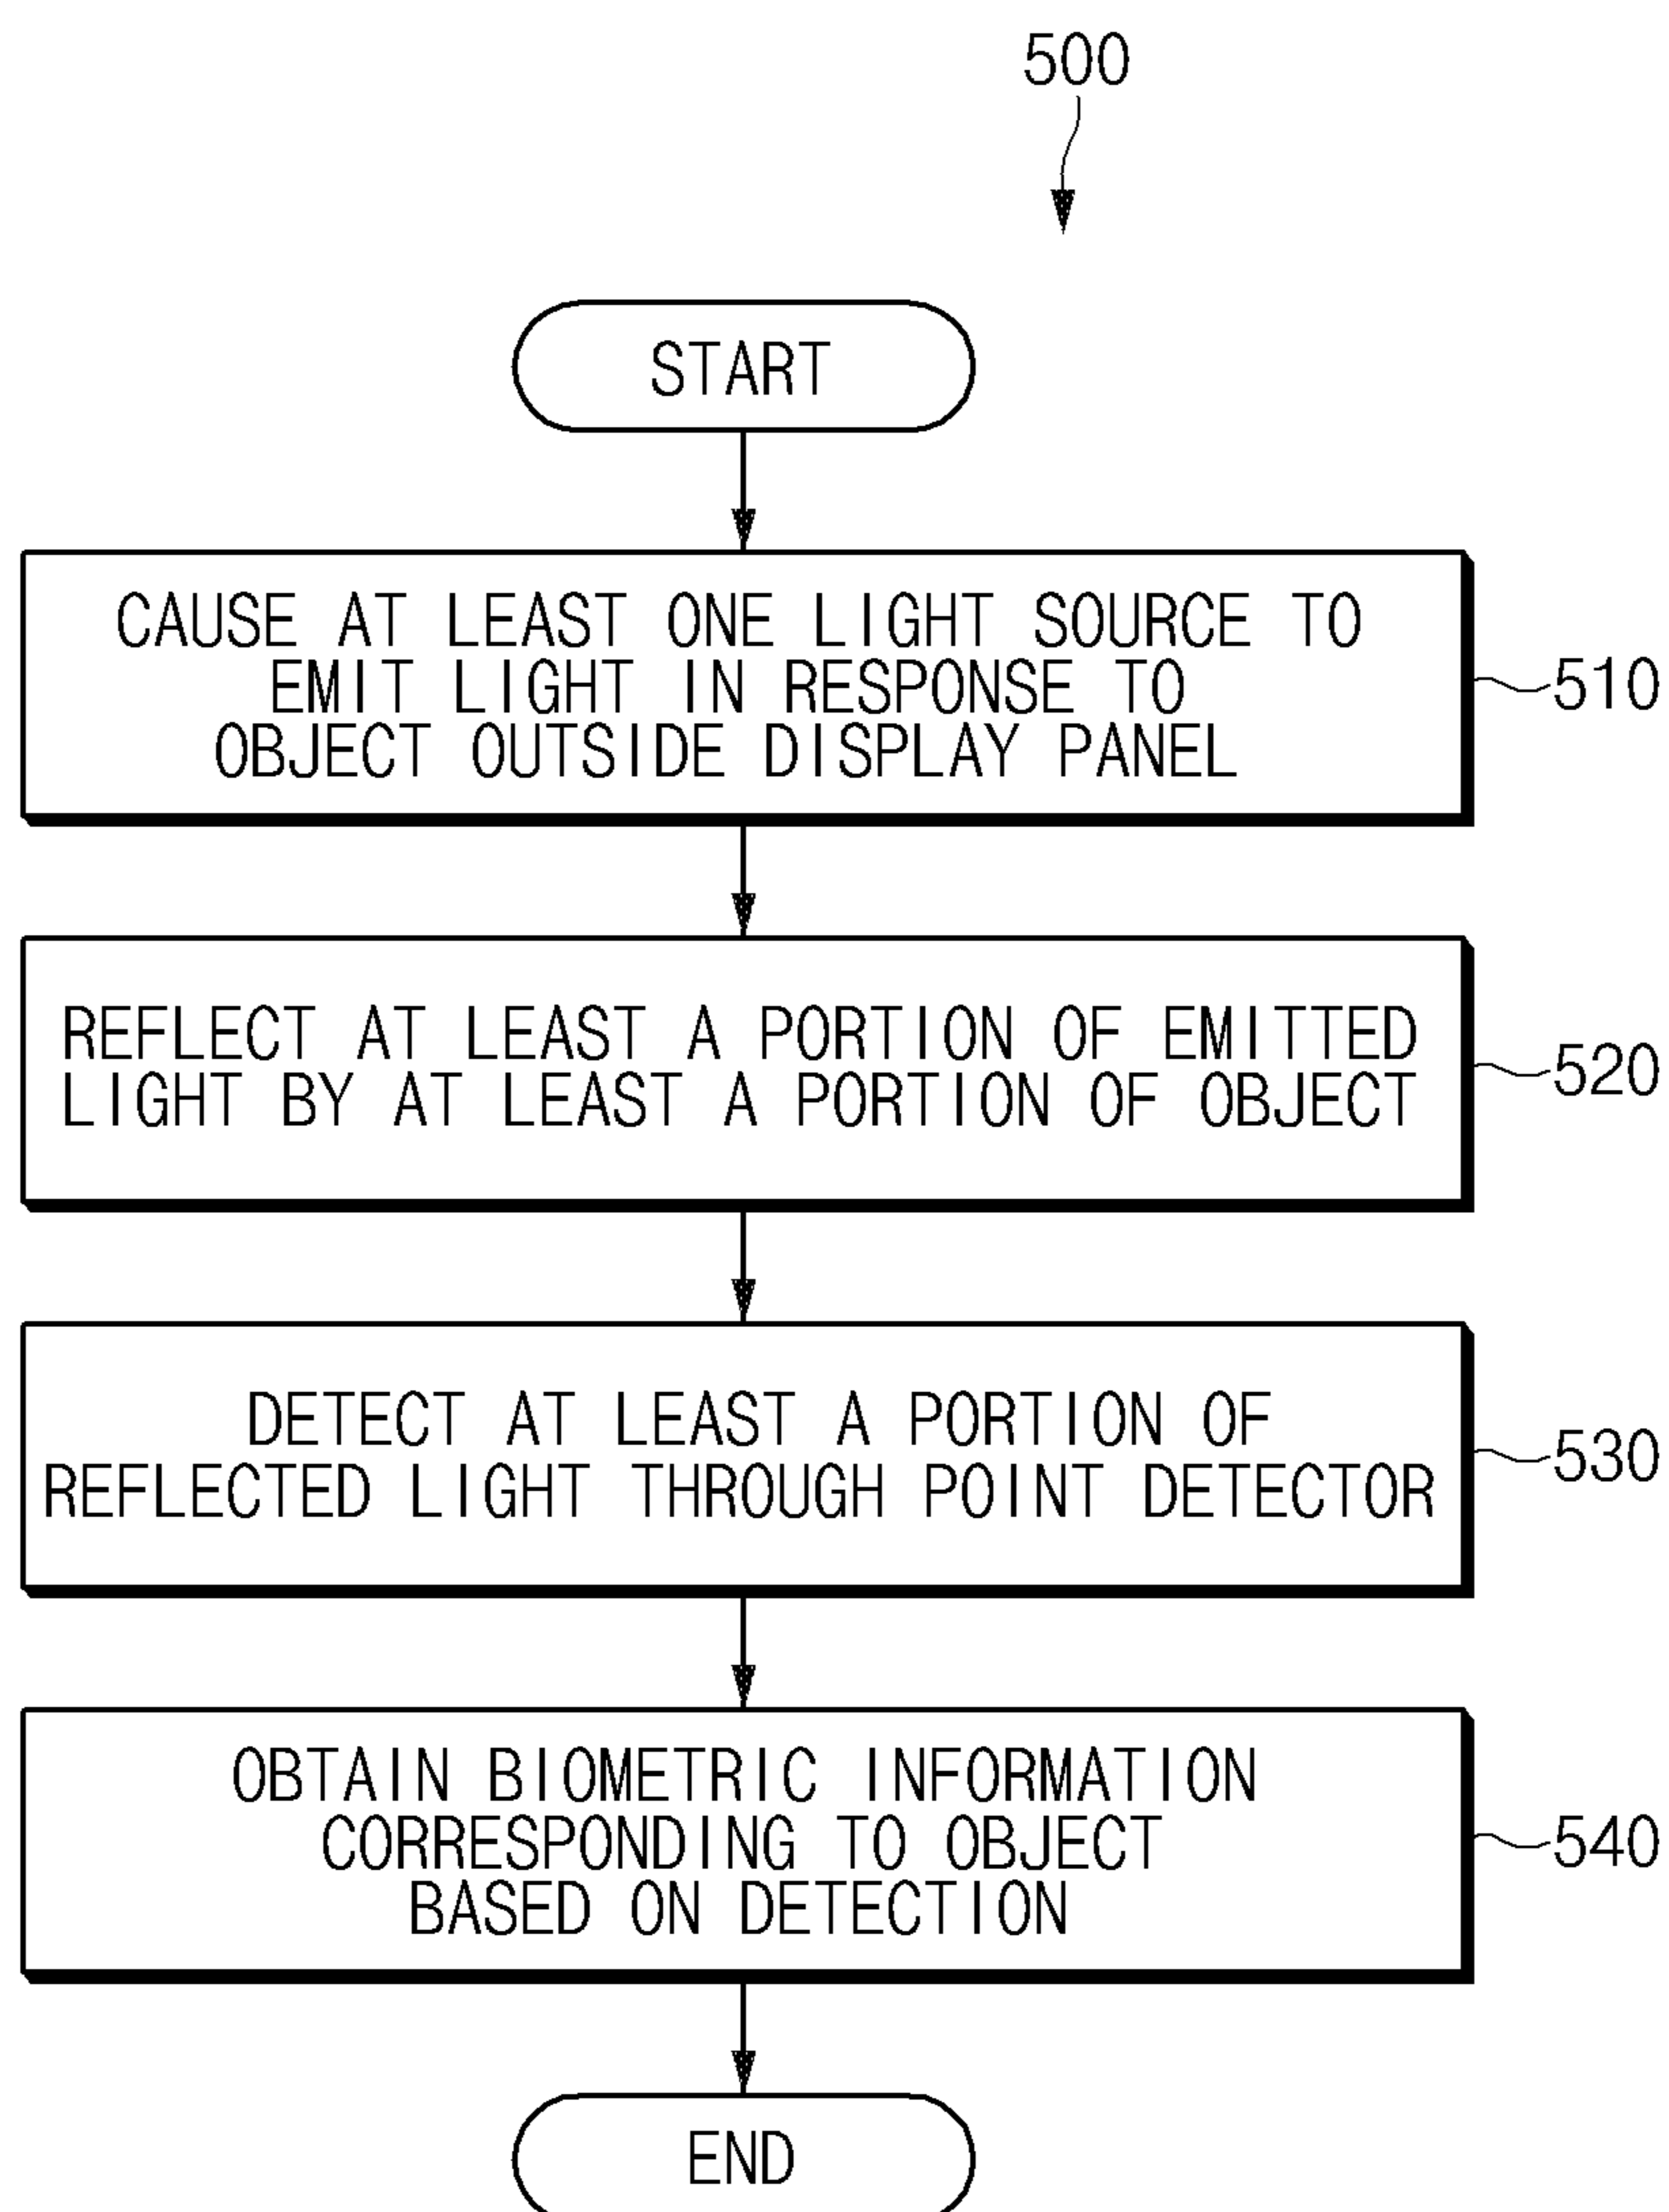 500
START
CAUSE AT LEAST ONE LIGHT SOURCE TO
EMIT LIGHT IN RESPONSE TO
OBJECT OUTSIDE DISPLAY PANEL
510
REFLECT AT LEAST A PORTION OF EMITTED
LIGHT BY AT LEAST A PORTION OF OBJECT
520
DETECT AT LEAST A PORTION OF
REFLECTED LIGHT THROUGH POINT DETECTOR
530
OBTAIN BIOMETRIC INFORMATION
CORRESPONDING TO OBJECT
BASED ON DETECTION
540
END